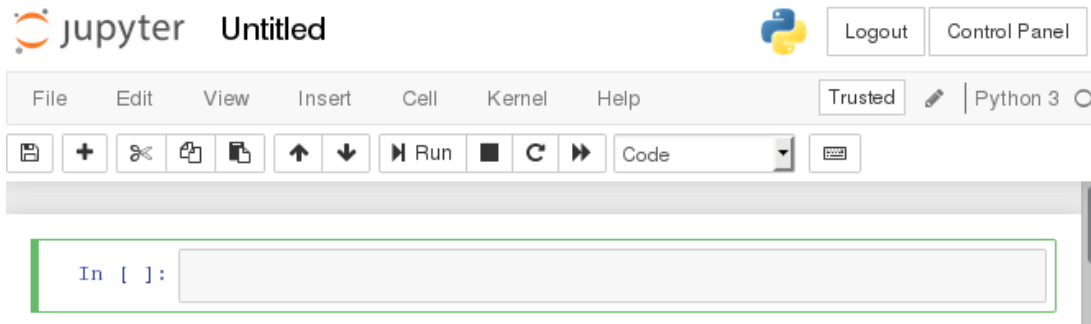 jupyter Untitled Logout Control Panel
File Edit View Insert Cell Kernel Help Trusted Python 3
Run Code
In [ ]: